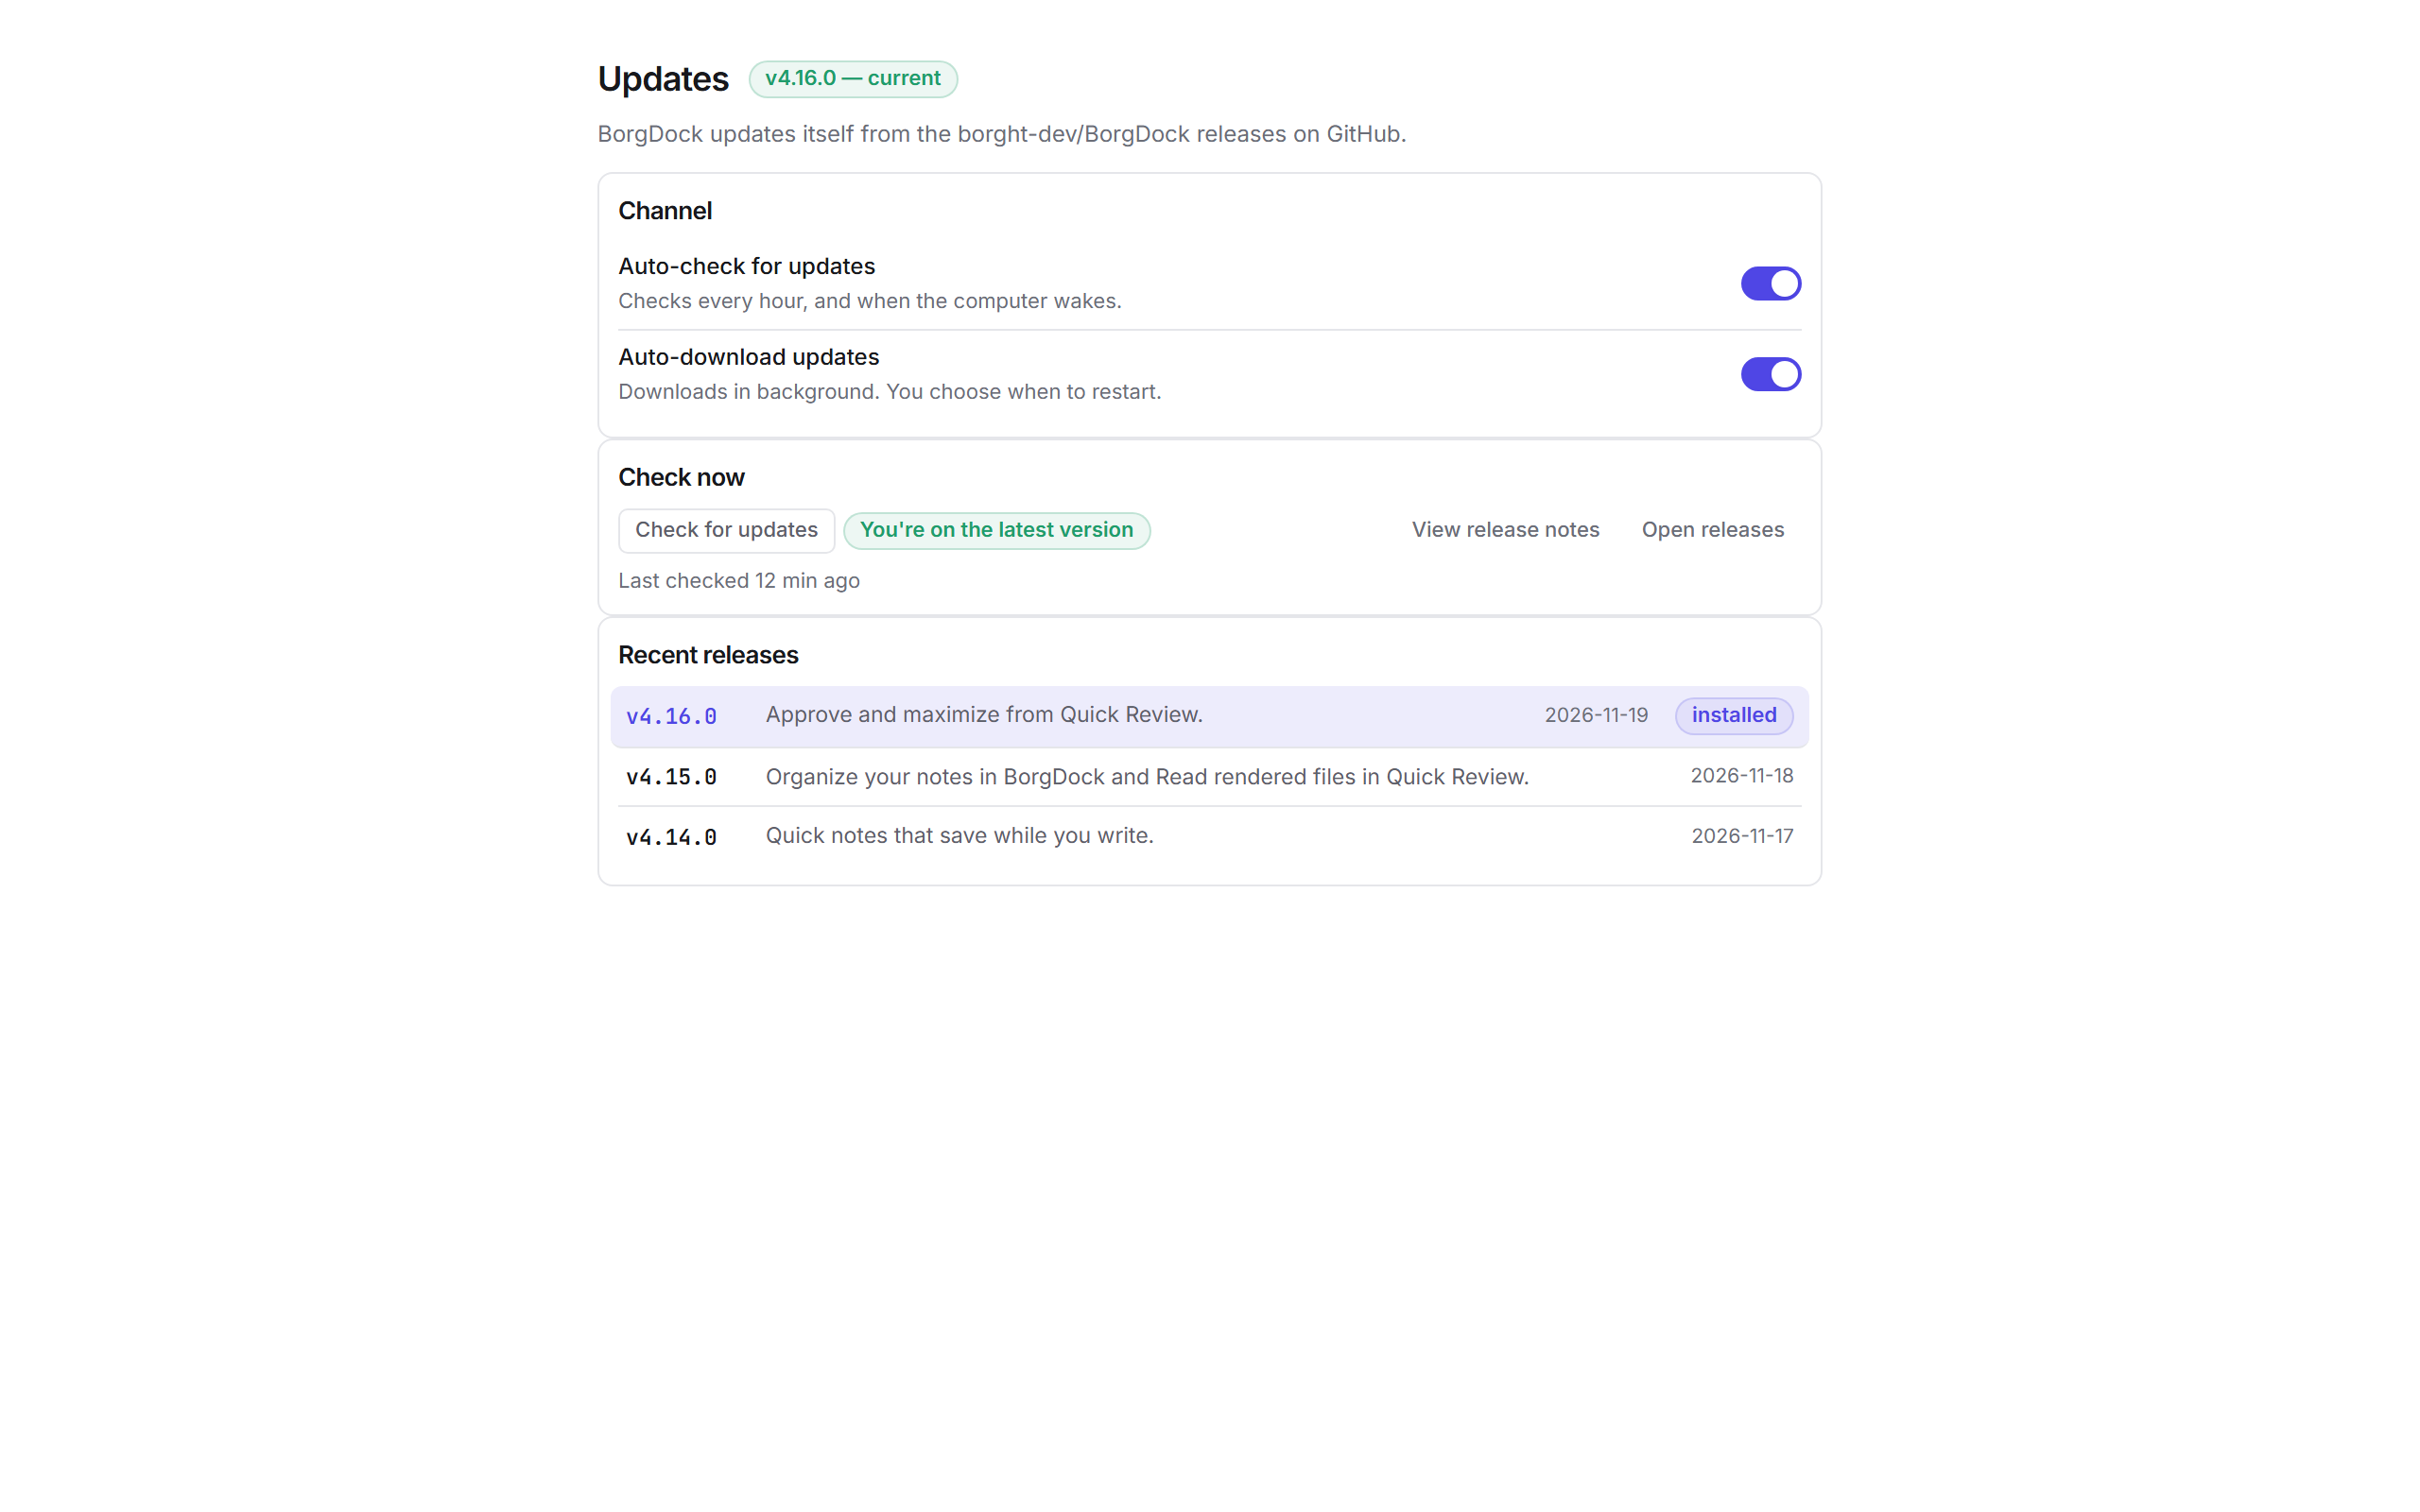 Updates v4.16.0 — current
BorgDock updates itself from the borght-dev/BorgDock releases on GitHub.
Channel
Auto-check for updates
Checks every hour, and when the computer wakes.
Auto-download updates
Downloads in background. You choose when to restart.
Check now
Check for updates You're on the latest version View release notes Open releases
Last checked 12 min ago
Recent releases
v4.16.0 Approve and maximize from Quick Review. 2026-11-19 installed
v4.15.0 Organize your notes in BorgDock and Read rendered files in Quick Review. 2026-11-18
v4.14.0 Quick notes that save while you write. 2026-11-17